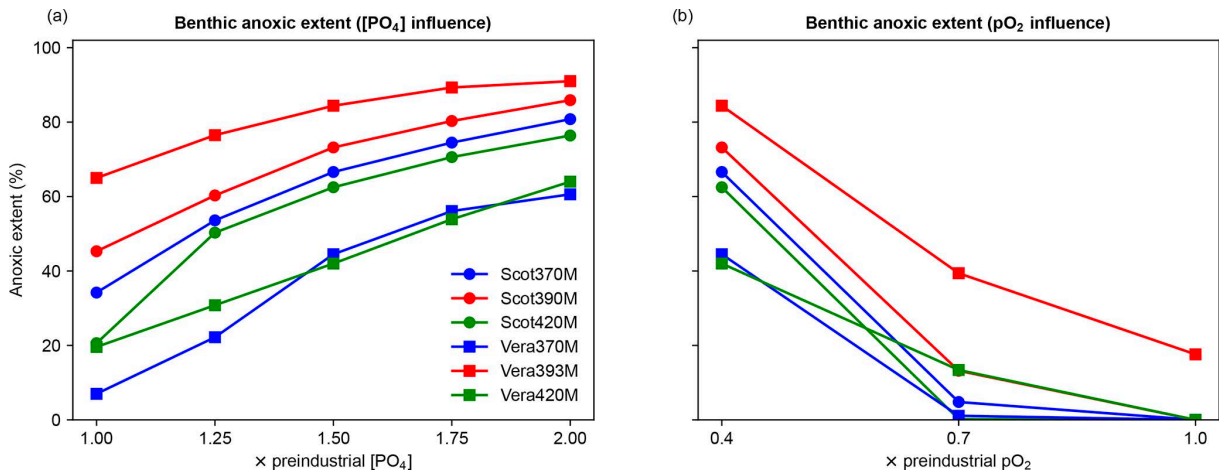 (a)
Benthic anoxic extent ([PO₄] influence)
100
80
60
40
20
0
Anoxic extent (%)
Scot370M
Scot390M
Scot420M
Vera370M
Vera393M
Vera420M
1.00 1.25 1.50 1.75 2.00
× preindustrial [PO₄]
(b)
Benthic anoxic extent (pO₂ influence)
0.4 0.7 1.0
× preindustrial pO₂